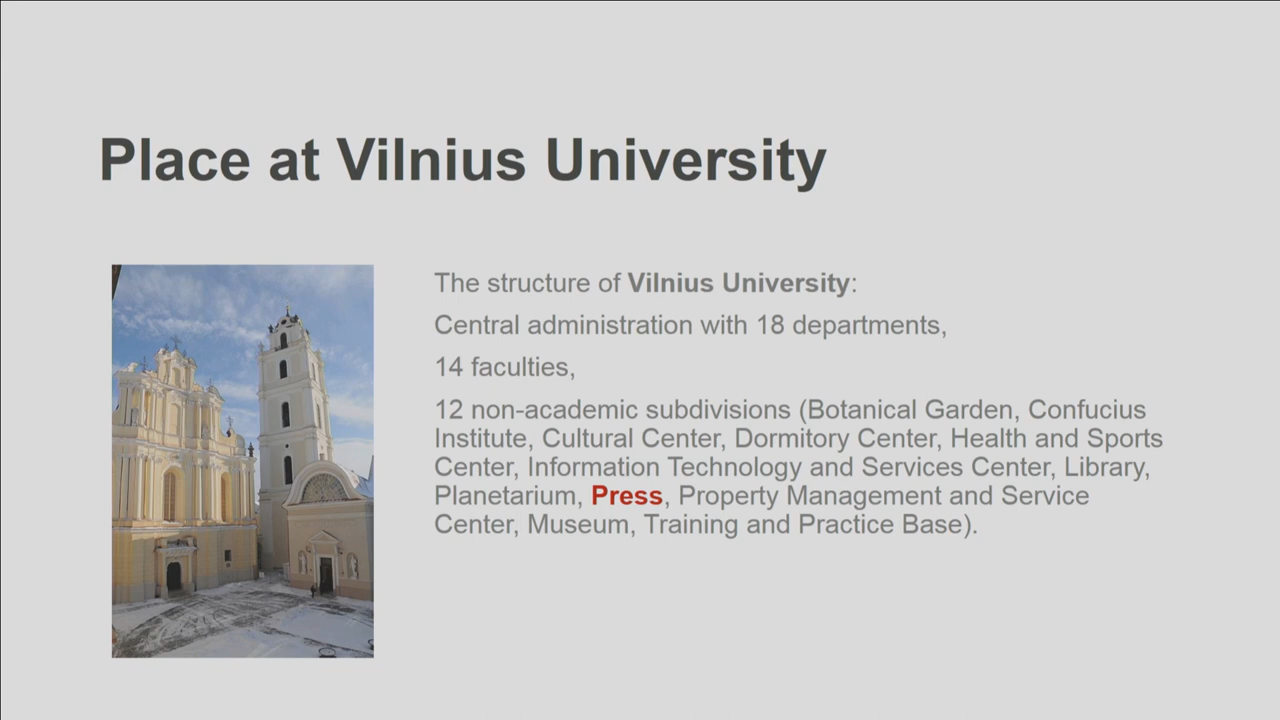 Place at Vilnius University
The structure of Vilnius University:
Central administration with 18 departments,
14 faculties,
12 non-academic subdivisions (Botanical Garden, Confucius
Institute, Cultural Center, Dormitory Center, Health and Sports
Center, Information Technology and Services Center, Library,
Planetarium, Press, Property Management and Service
Center, Museum, Training and Practice Base).